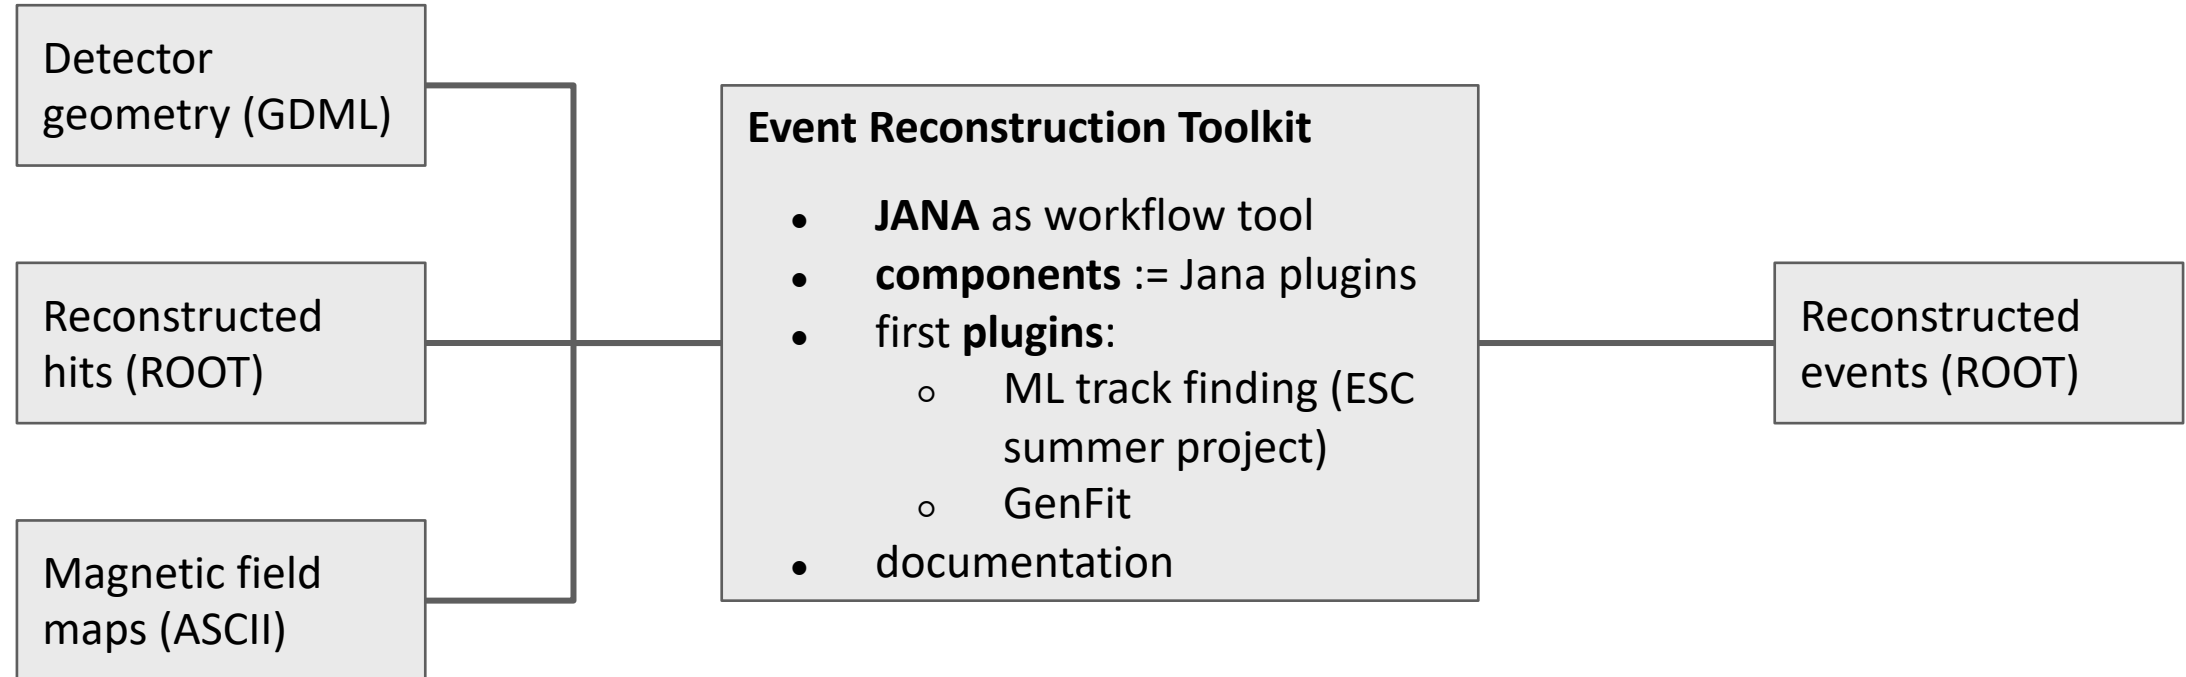 Detector
geometry (GDML)
Reconstructed
hits (ROOT)
Magnetic field
maps (ASCII)
Event Reconstruction Toolkit
● JANA as workflow tool
● components := Jana plugins
● first plugins:
○ ML track finding (ESC
summer project)
○ GenFit
● documentation
Reconstructed
events (ROOT)